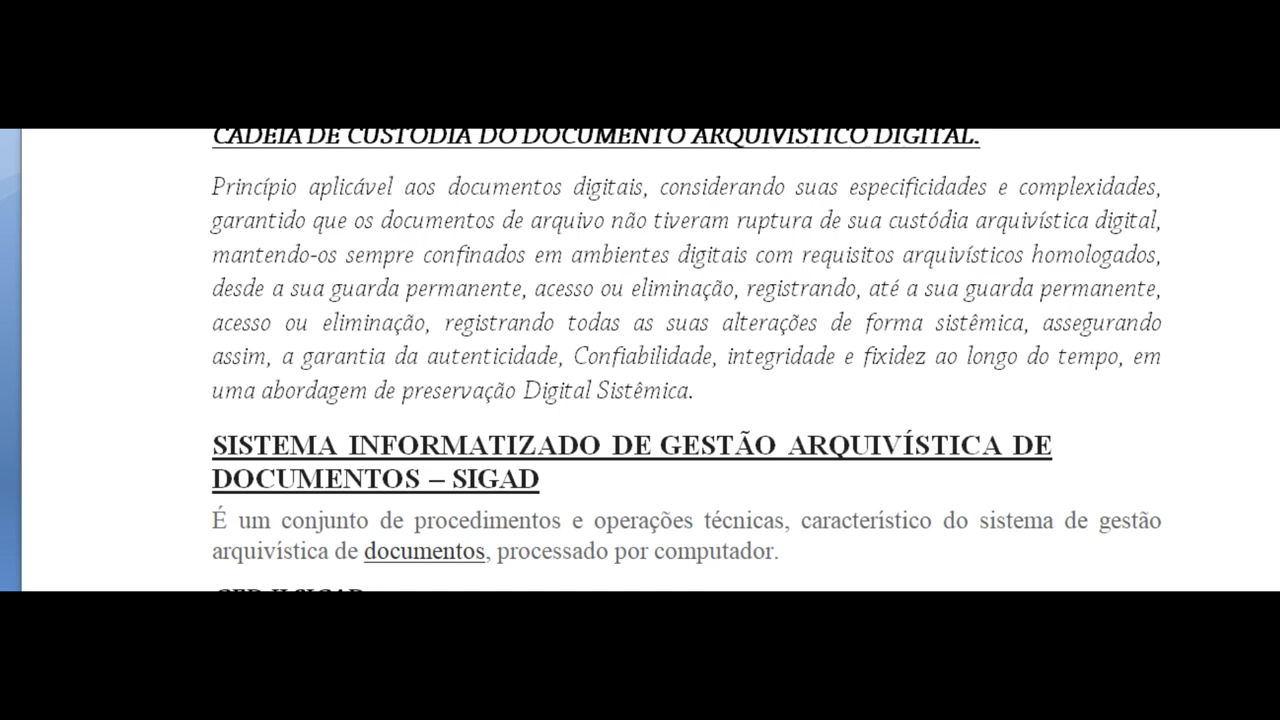 CADEIA DE CUSTÓDIA DO DOCUMENTO ARQUIVÍSTICO DIGITAL.
Princípio aplicável aos documentos digitais, considerando suas especificidades e complexidades,
garantido que os documentos de arquivo não tiveram ruptura de sua custódia arquivística digital,
mantendo-os sempre confinados em ambientes digitais com requisitos arquivísticos homologados,
desde a sua guarda permanente, acesso ou eliminação, registrando, até a sua guarda permanente,
acesso ou eliminação, registrando todas as suas alterações de forma sistêmica, assegurando
assim, a garantia da autenticidade, Confiabilidade, integridade e fixidez ao longo do tempo, em
uma abordagem de preservação Digital Sistêmica.
SISTEMA INFORMATIZADO DE GESTÃO ARQUIVÍSTICA DE
DOCUMENTOS – SIGAD
É um conjunto de procedimentos e operações técnicas, característico do sistema de gestão
arquivística de documentos, processado por computador.